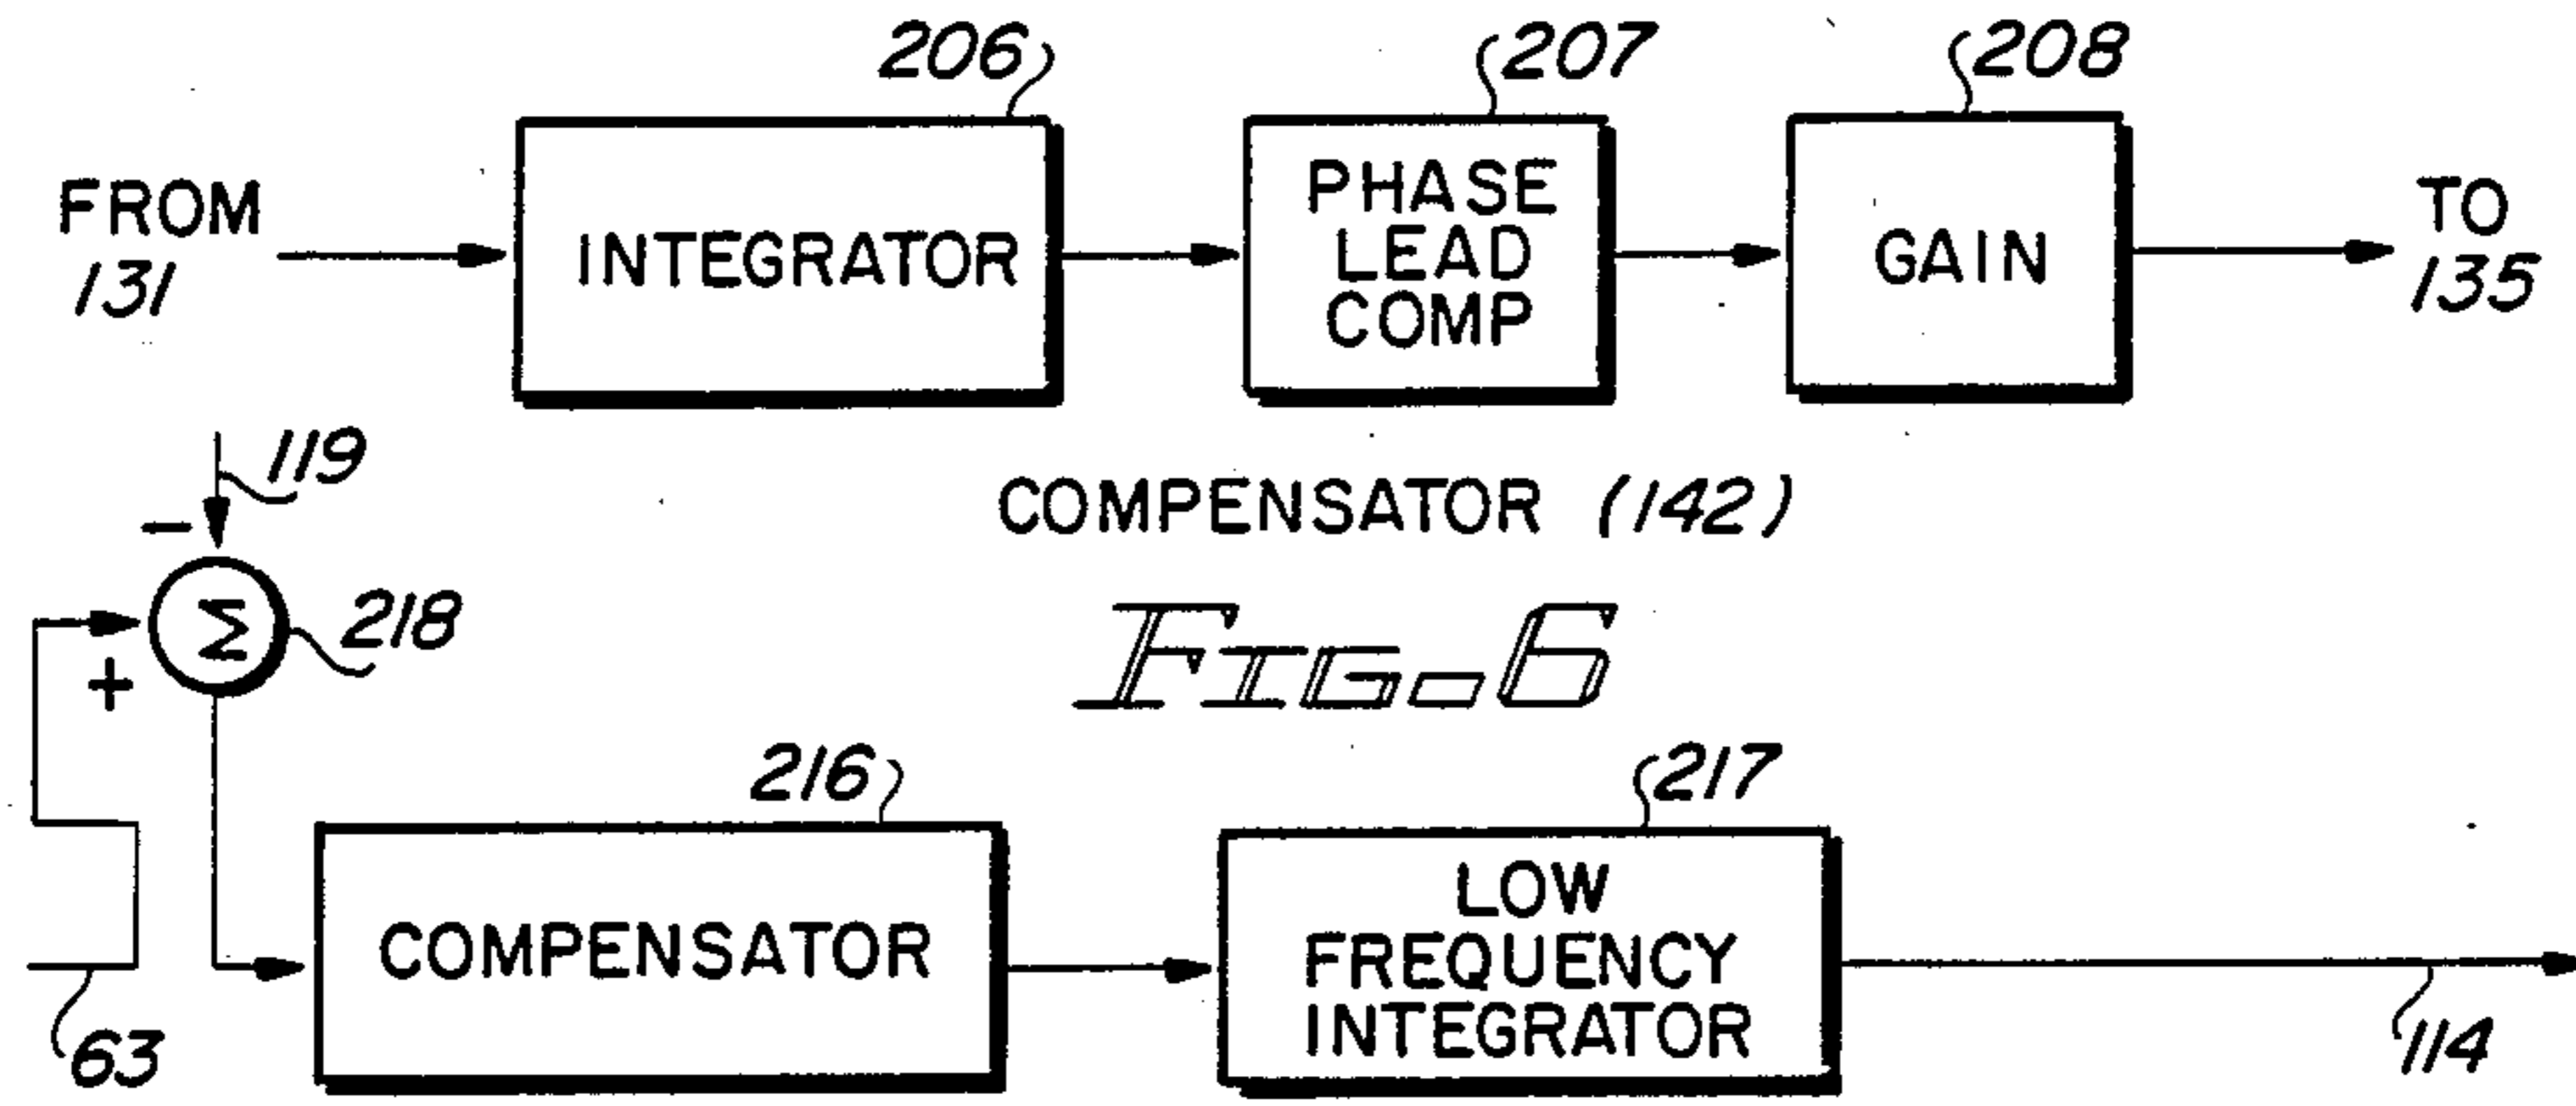 206
207
208
FROM
131
INTEGRATOR
PHASE
LEAD
COMP
GAIN
TO
135
119
COMPENSATOR (142)
−
Σ
218
+
FIG. 6
216
217
COMPENSATOR
LOW
FREQUENCY
INTEGRATOR
63
114